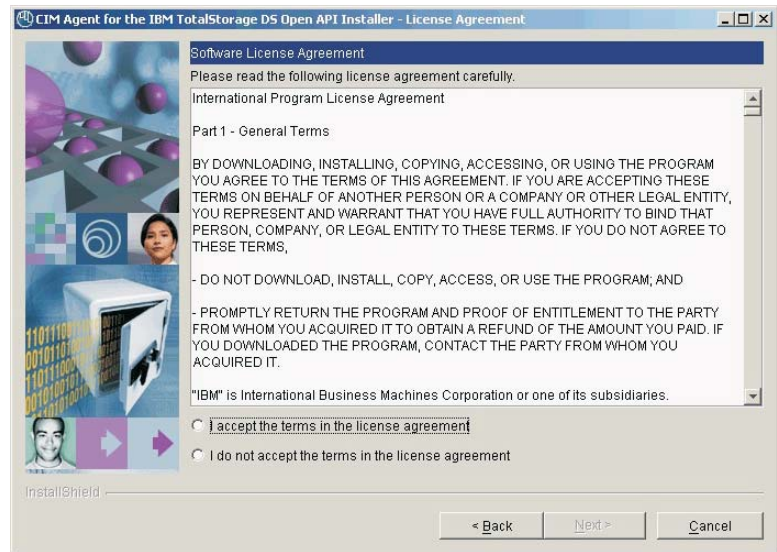 CIM Agent for the IBM TotalStorage DS Open API Installer - License Agreement
Software License Agreement
Please read the following license agreement carefully.
International Program License Agreement
Part 1 - General Terms
BY DOWNLOADING, INSTALLING, COPYING, ACCESSING, OR USING THE PROGRAM
YOU AGREE TO THE TERMS OF THIS AGREEMENT. IF YOU ARE ACCEPTING THESE
TERMS ON BEHALF OF ANOTHER PERSON OR A COMPANY OR OTHER LEGAL ENTITY,
YOU REPRESENT AND WARRANT THAT YOU HAVE FULL AUTHORITY TO BIND THAT
PERSON, COMPANY, OR LEGAL ENTITY TO THESE TERMS. IF YOU DO NOT AGREE TO
THESE TERMS,
- DO NOT DOWNLOAD, INSTALL, COPY, ACCESS, OR USE THE PROGRAM; AND
- PROMPTLY RETURN THE PROGRAM AND PROOF OF ENTITLEMENT TO THE PARTY
FROM WHOM YOU ACQUIRED IT TO OBTAIN A REFUND OF THE AMOUNT YOU PAID. IF
YOU DOWNLOADED THE PROGRAM, CONTACT THE PARTY FROM WHOM YOU
ACQUIRED IT.
"IBM" is International Business Machines Corporation or one of its subsidiaries.
I accept the terms in the license agreement
I do not accept the terms in the license agreement
InstallShield
< Back
Next >
Cancel